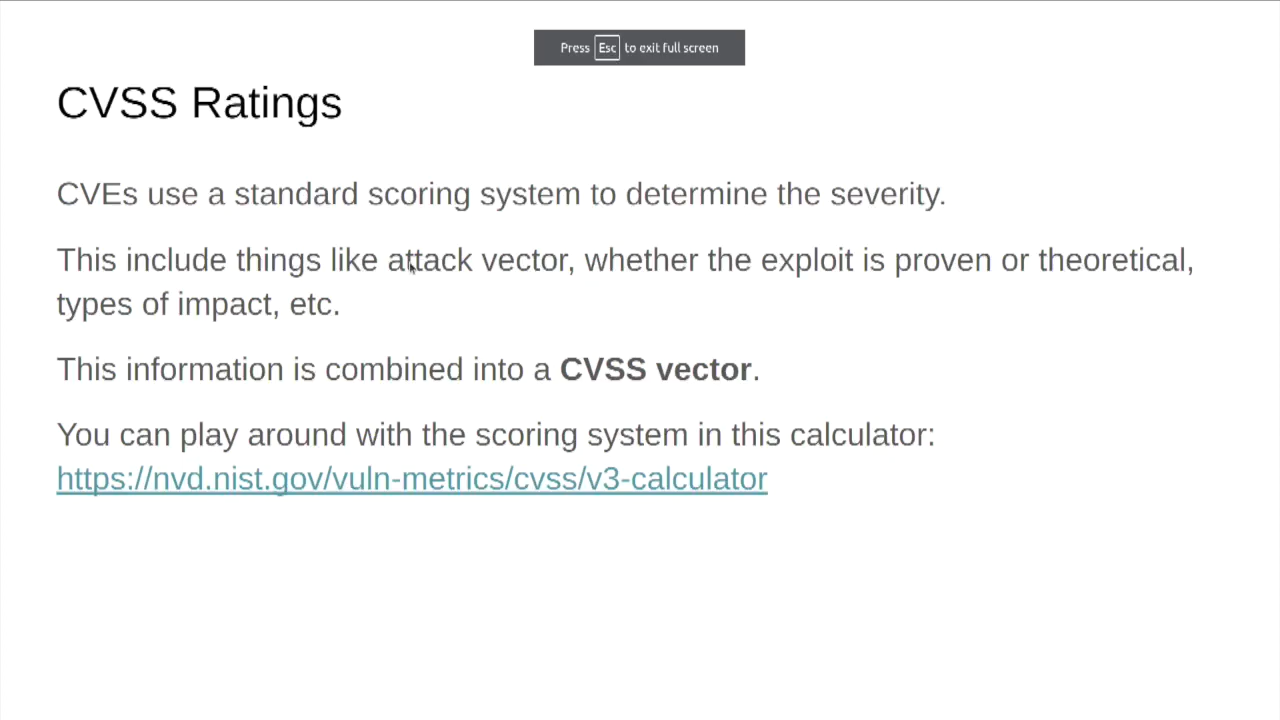 Press Esc to exit full screen
CVSS Ratings
CVEs use a standard scoring system to determine the severity.
This include things like attack vector, whether the exploit is proven or theoretical,
types of impact, etc.
This information is combined into a CVSS vector.
You can play around with the scoring system in this calculator:
https://nvd.nist.gov/vuln-metrics/cvss/v3-calculator